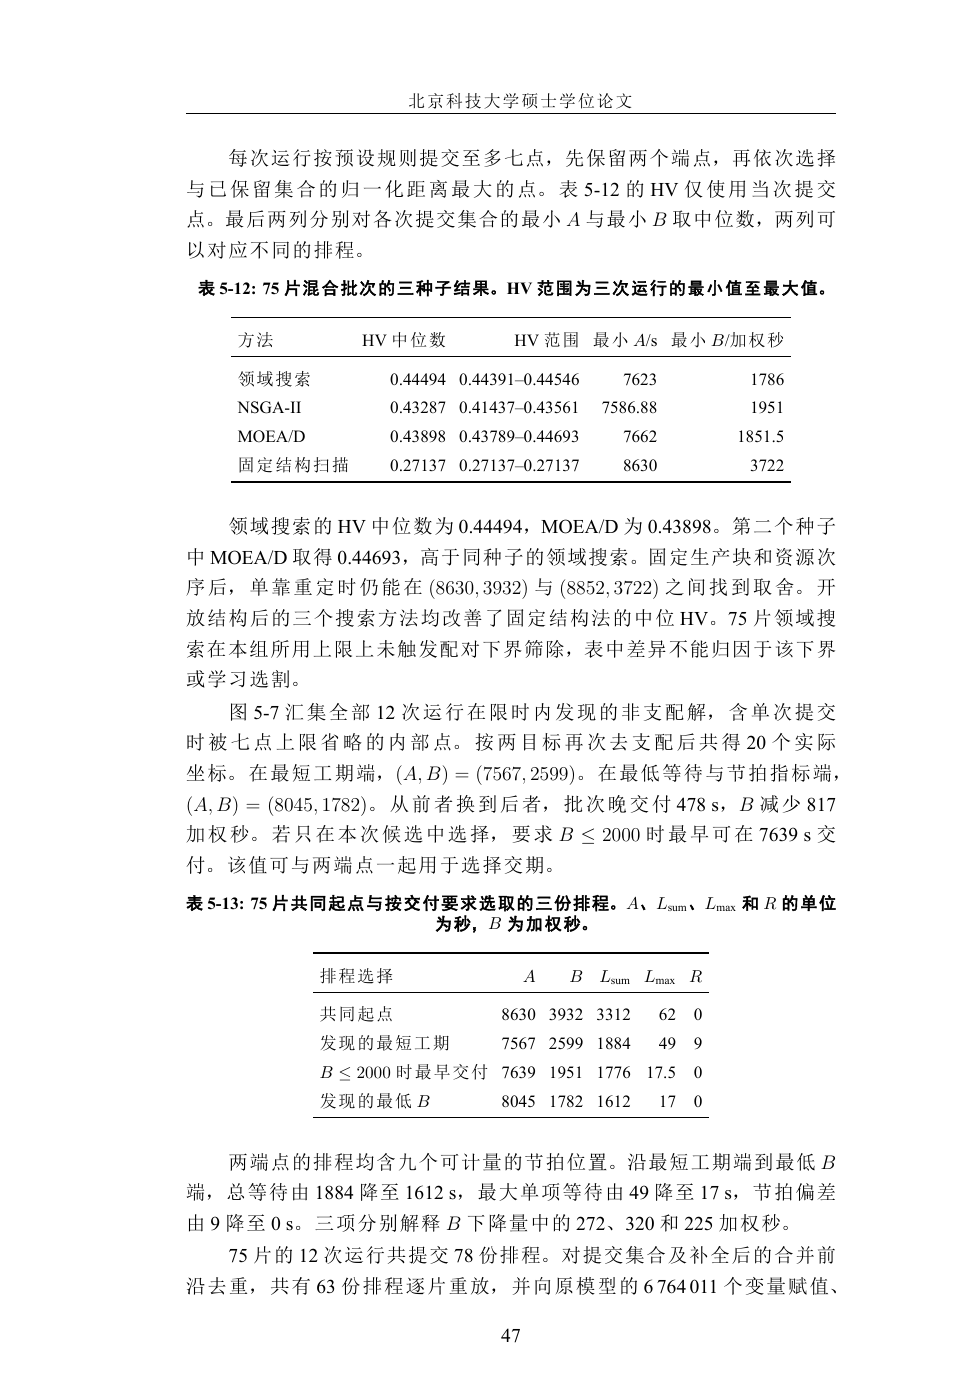 北京科技大学硕士学位论文
每次运行按预设规则提交至多七点，先保留两个端点，再依次选择
与已保留集合的归一化距离最大的点。表 5-12 的 HV 仅使用当次提交
点。最后两列分别对各次提交集合的最小 A 与最小 B 取中位数，两列可
以对应不同的排程。
表 5-12: 75 片混合批次的三种子结果。HV 范围为三次运行的最小值至最大值。
方法 HV 中位数 HV 范围 最小 A/s 最小 B/加权秒
领域搜索 0.44494 0.44391–0.44546 7623 1786
NSGA-II 0.43287 0.41437–0.43561 7586.88 1951
MOEA/D 0.43898 0.43789–0.44693 7662 1851.5
固定结构扫描 0.27137 0.27137–0.27137 8630 3722
领域搜索的 HV 中位数为 0.44494，MOEA/D 为 0.43898。第二个种子
中 MOEA/D 取得 0.44693，高于同种子的领域搜索。固定生产块和资源次
序后，单靠重定时仍能在 (8630, 3932) 与 (8852, 3722) 之间找到取舍。开
放结构后的三个搜索方法均改善了固定结构法的中位 HV。75 片领域搜
索在本组所用上限上未触发配对下界筛除，表中差异不能归因于该下界
或学习选割。
图 5-7 汇集全部 12 次运行在限时内发现的非支配解，含单次提交
时被七点上限省略的内部点。按两目标再次去支配后共得 20 个实际
坐标。在最短工期端，(A, B) = (7567, 2599)。在最低等待与节拍指标端，
(A, B) = (8045, 1782)。从前者换到后者，批次晚交付 478 s，B 减少 817
加权秒。若只在本次候选中选择，要求 B ≤ 2000 时最早可在 7639 s 交
付。该值可与两端点一起用于选择交期。
表 5-13: 75 片共同起点与按交付要求选取的三份排程。A、Lsum、Lmax 和 R 的单位
为秒，B 为加权秒。
排程选择 A B Lsum Lmax R
共同起点 8630 3932 3312 62 0
发现的最短工期 7567 2599 1884 49 9
B ≤ 2000 时最早交付 7639 1951 1776 17.5 0
发现的最低 B 8045 1782 1612 17 0
两端点的排程均含九个可计量的节拍位置。沿最短工期端到最低 B
端，总等待由 1884 降至 1612 s，最大单项等待由 49 降至 17 s，节拍偏差
由 9 降至 0 s。三项分别解释 B 下降量中的 272、320 和 225 加权秒。
75 片的 12 次运行共提交 78 份排程。对提交集合及补全后的合并前
沿去重，共有 63 份排程逐片重放，并向原模型的 6 764 011 个变量赋值、
47